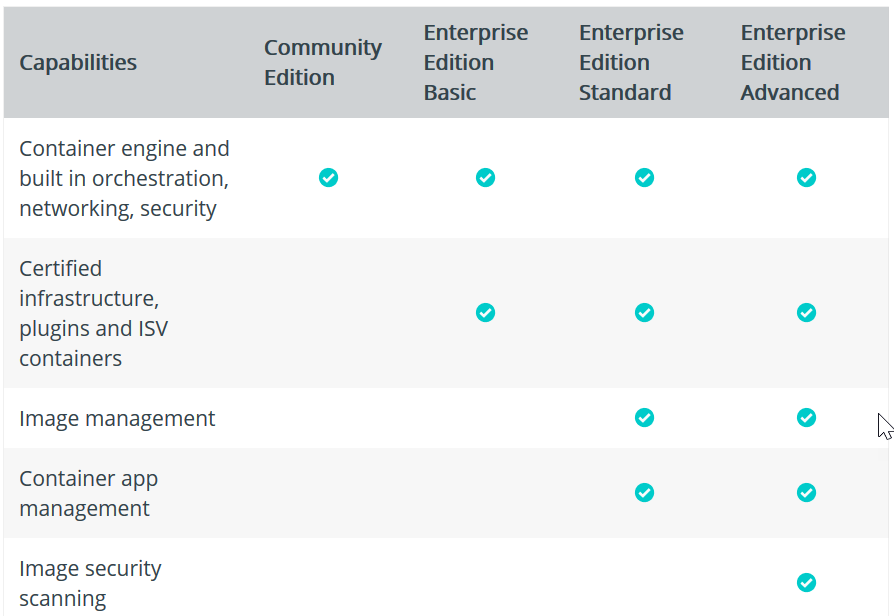 Capabilities
Community
Edition
Enterprise
Edition
Basic
Enterprise
Edition
Standard
Enterprise
Edition
Advanced
Container engine and
built in orchestration,
networking, security
Certified
infrastructure,
plugins and ISV
containers
Image management
Container app
management
Image security
scanning